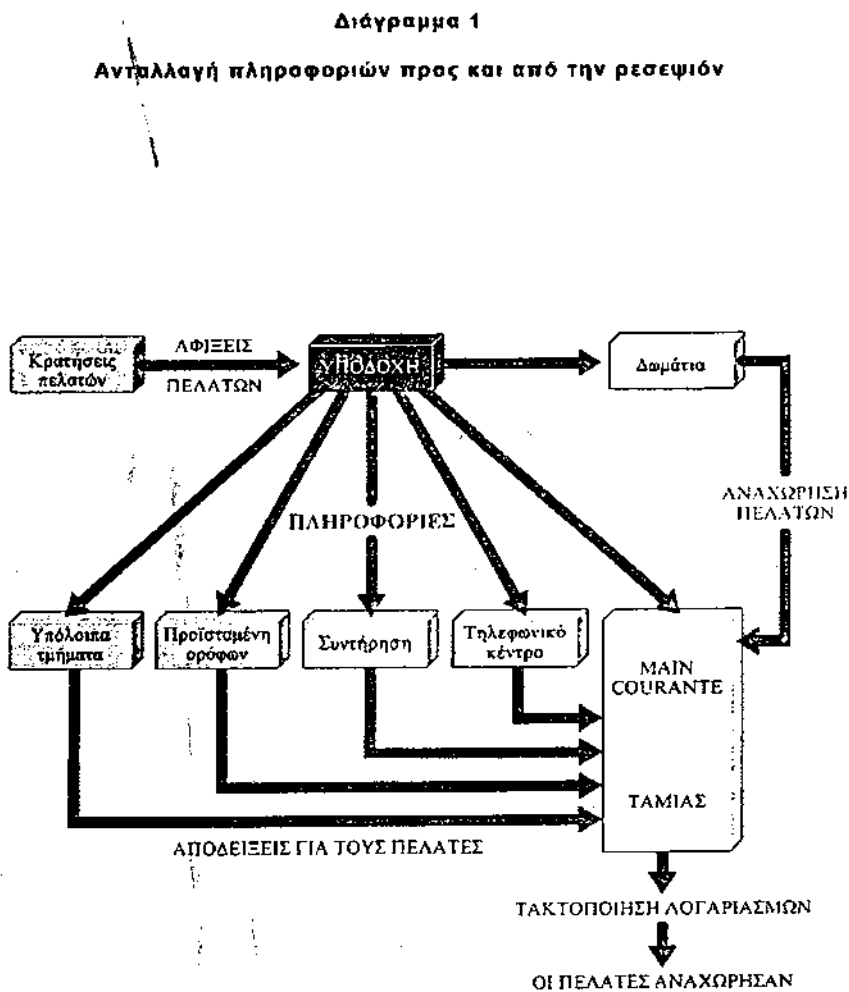 Διάγραμμα 1
Ανταλλαγή πληροφοριών προς και από την ρεσεψιόν
Κρατήσεις
πελατών
ΑΦΙΞΕΙΣ
ΠΕΛΑΤΩΝ
ΥΠΟΔΟΧΗ
Δωμάτια
ΑΝΑΧΩΡΗΣΗ
ΠΕΛΑΤΩΝ
ΠΛΗΡΟΦΟΡΙΕΣ
Υπόλοιπα
τμήματα
Προϊσταμένη
ορόφων
Συντήρηση
Τηλεφωνικό
κέντρο
MAIN
COURANTE
ΤΑΜΙΑΣ
ΑΠΟΔΕΙΞΕΙΣ ΓΙΑ ΤΟΥΣ ΠΕΛΑΤΕΣ
ΤΑΚΤΟΠΟΙΗΣΗ ΛΟΓΑΡΙΑΣΜΩΝ
ΟΙ ΠΕΛΑΤΕΣ ΑΝΑΧΩΡΗΣΑΝ